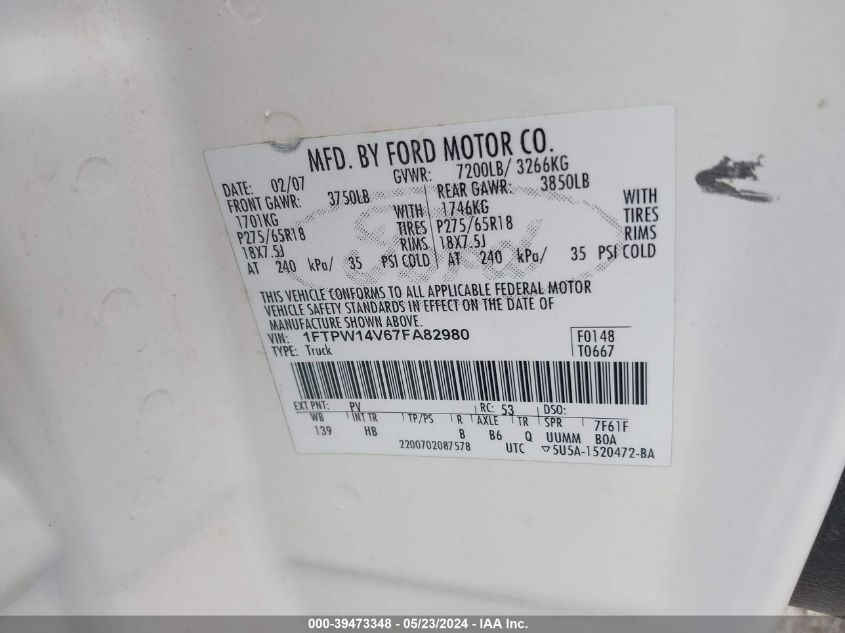 MFD. BY FORD MOTOR CO.
DATE: 02/07 GVWR: 7200LB/ 3266KG
FRONT GAWR: 3750LB REAR GAWR: 3850LB
1701KG WITH 1746KG WITH
P275/65R18 TIRES P275/65R18 TIRES
18X7.5J RIMS 18X7.5J RIMS
AT 240 kPa/ 35 PSI COLD AT 240 kPa/ 35 PSI COLD
Ford
THIS VEHICLE CONFORMS TO ALL APPLICABLE FEDERAL MOTOR
VEHICLE SAFETY STANDARDS IN EFFECT ON THE DATE OF
MANUFACTURE SHOWN ABOVE.
VIN: 1FTPW14V67FA82980 F0148
TYPE: Truck T0667
EXT PNT: PV RC: 53 DSO:
WB INT TR TP/PS R AXLE TR SPR 7F61F
139 HB B B6 Q UUMM BOA
2200702087578 UTC ▽5U5A-1520472-BA
000-39473348 - 05/23/2024 - IAA Inc.